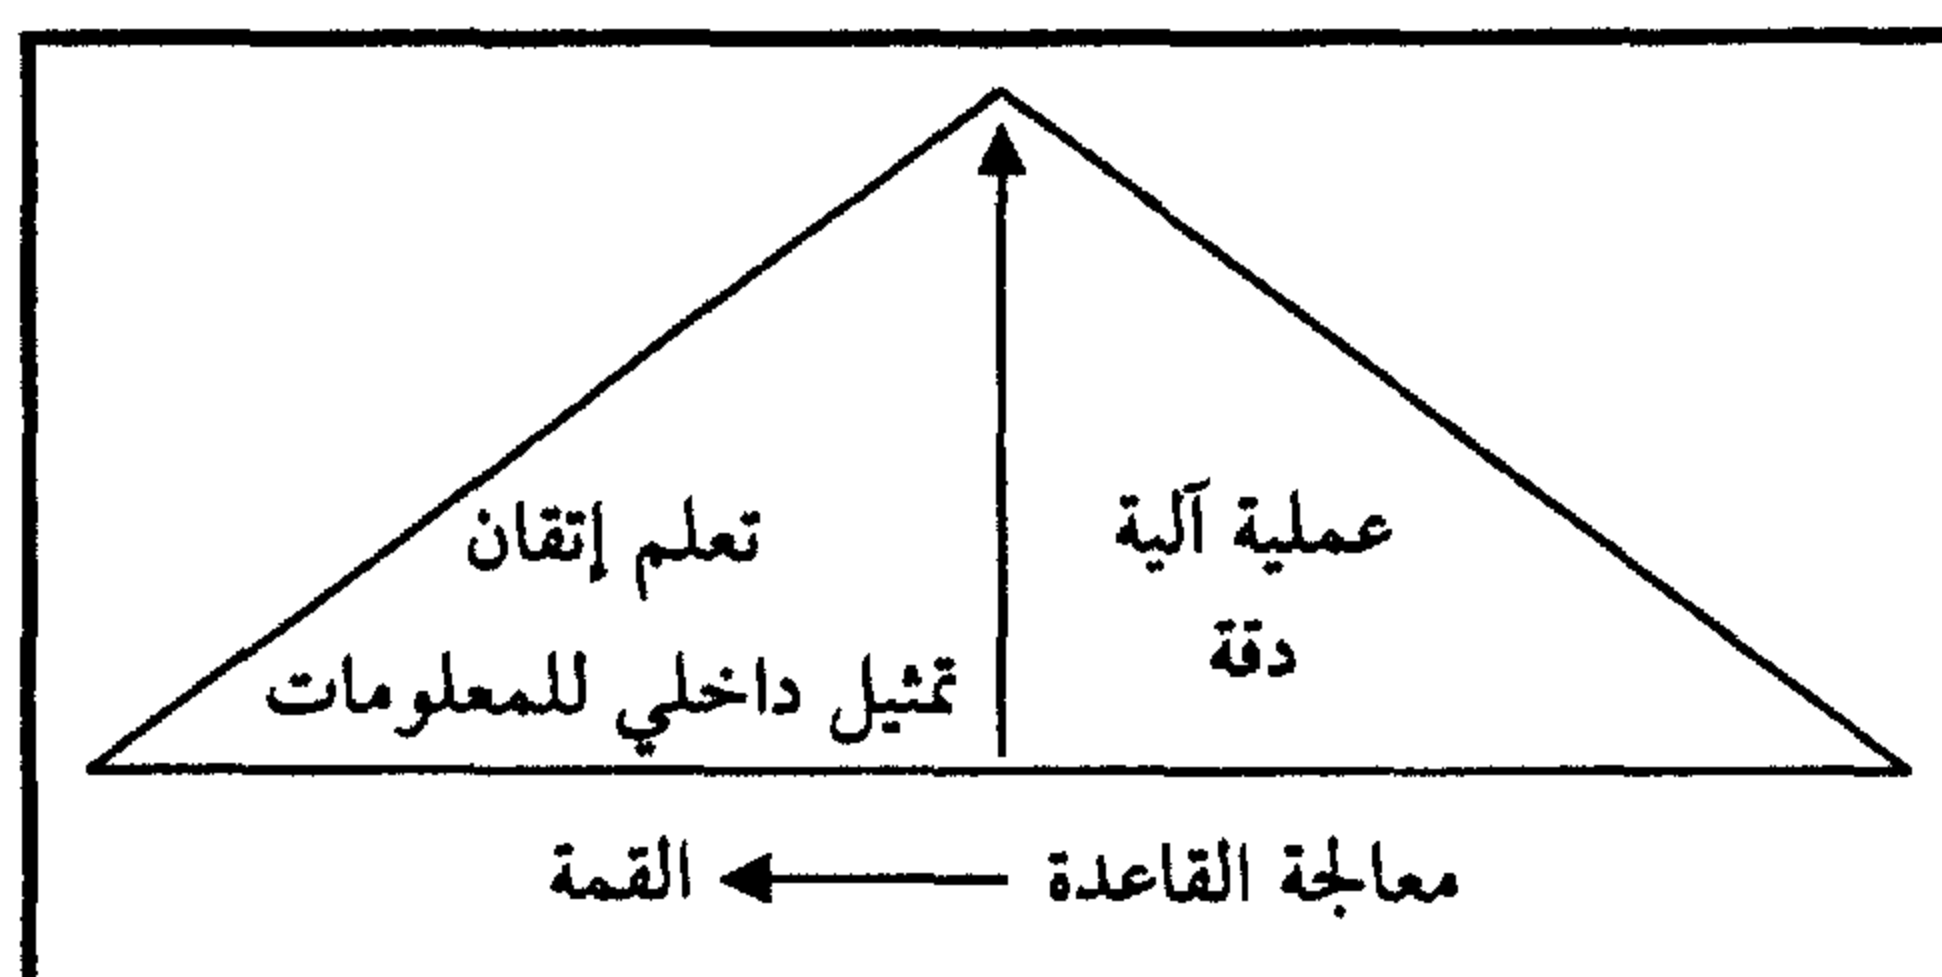 عملية آلية
دقة
تعلم إتقان
تمثيل داخلي للمعلومات
معالجة القاعدة ← القمة